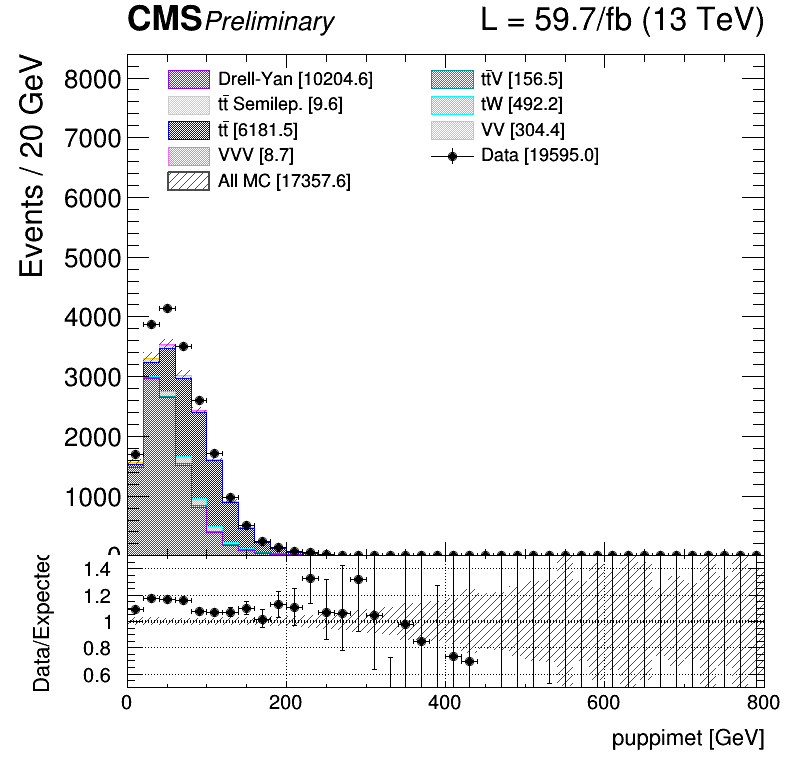 CMS Preliminary L = 59.7/fb (13 TeV)
Events / 20 GeV
8000
7000
6000
5000
4000
3000
2000
1000
0
Drell-Yan [10204.6]
tt̄ Semilep. [9.6]
tt̄ [6181.5]
VVV [8.7]
All MC [17357.6]
tt̄V [156.5]
tW [492.2]
VV [304.4]
Data [19595.0]
Data/Expected
1.4
1.2
1
0.8
0.6
0 200 400 600 800
puppimet [GeV]